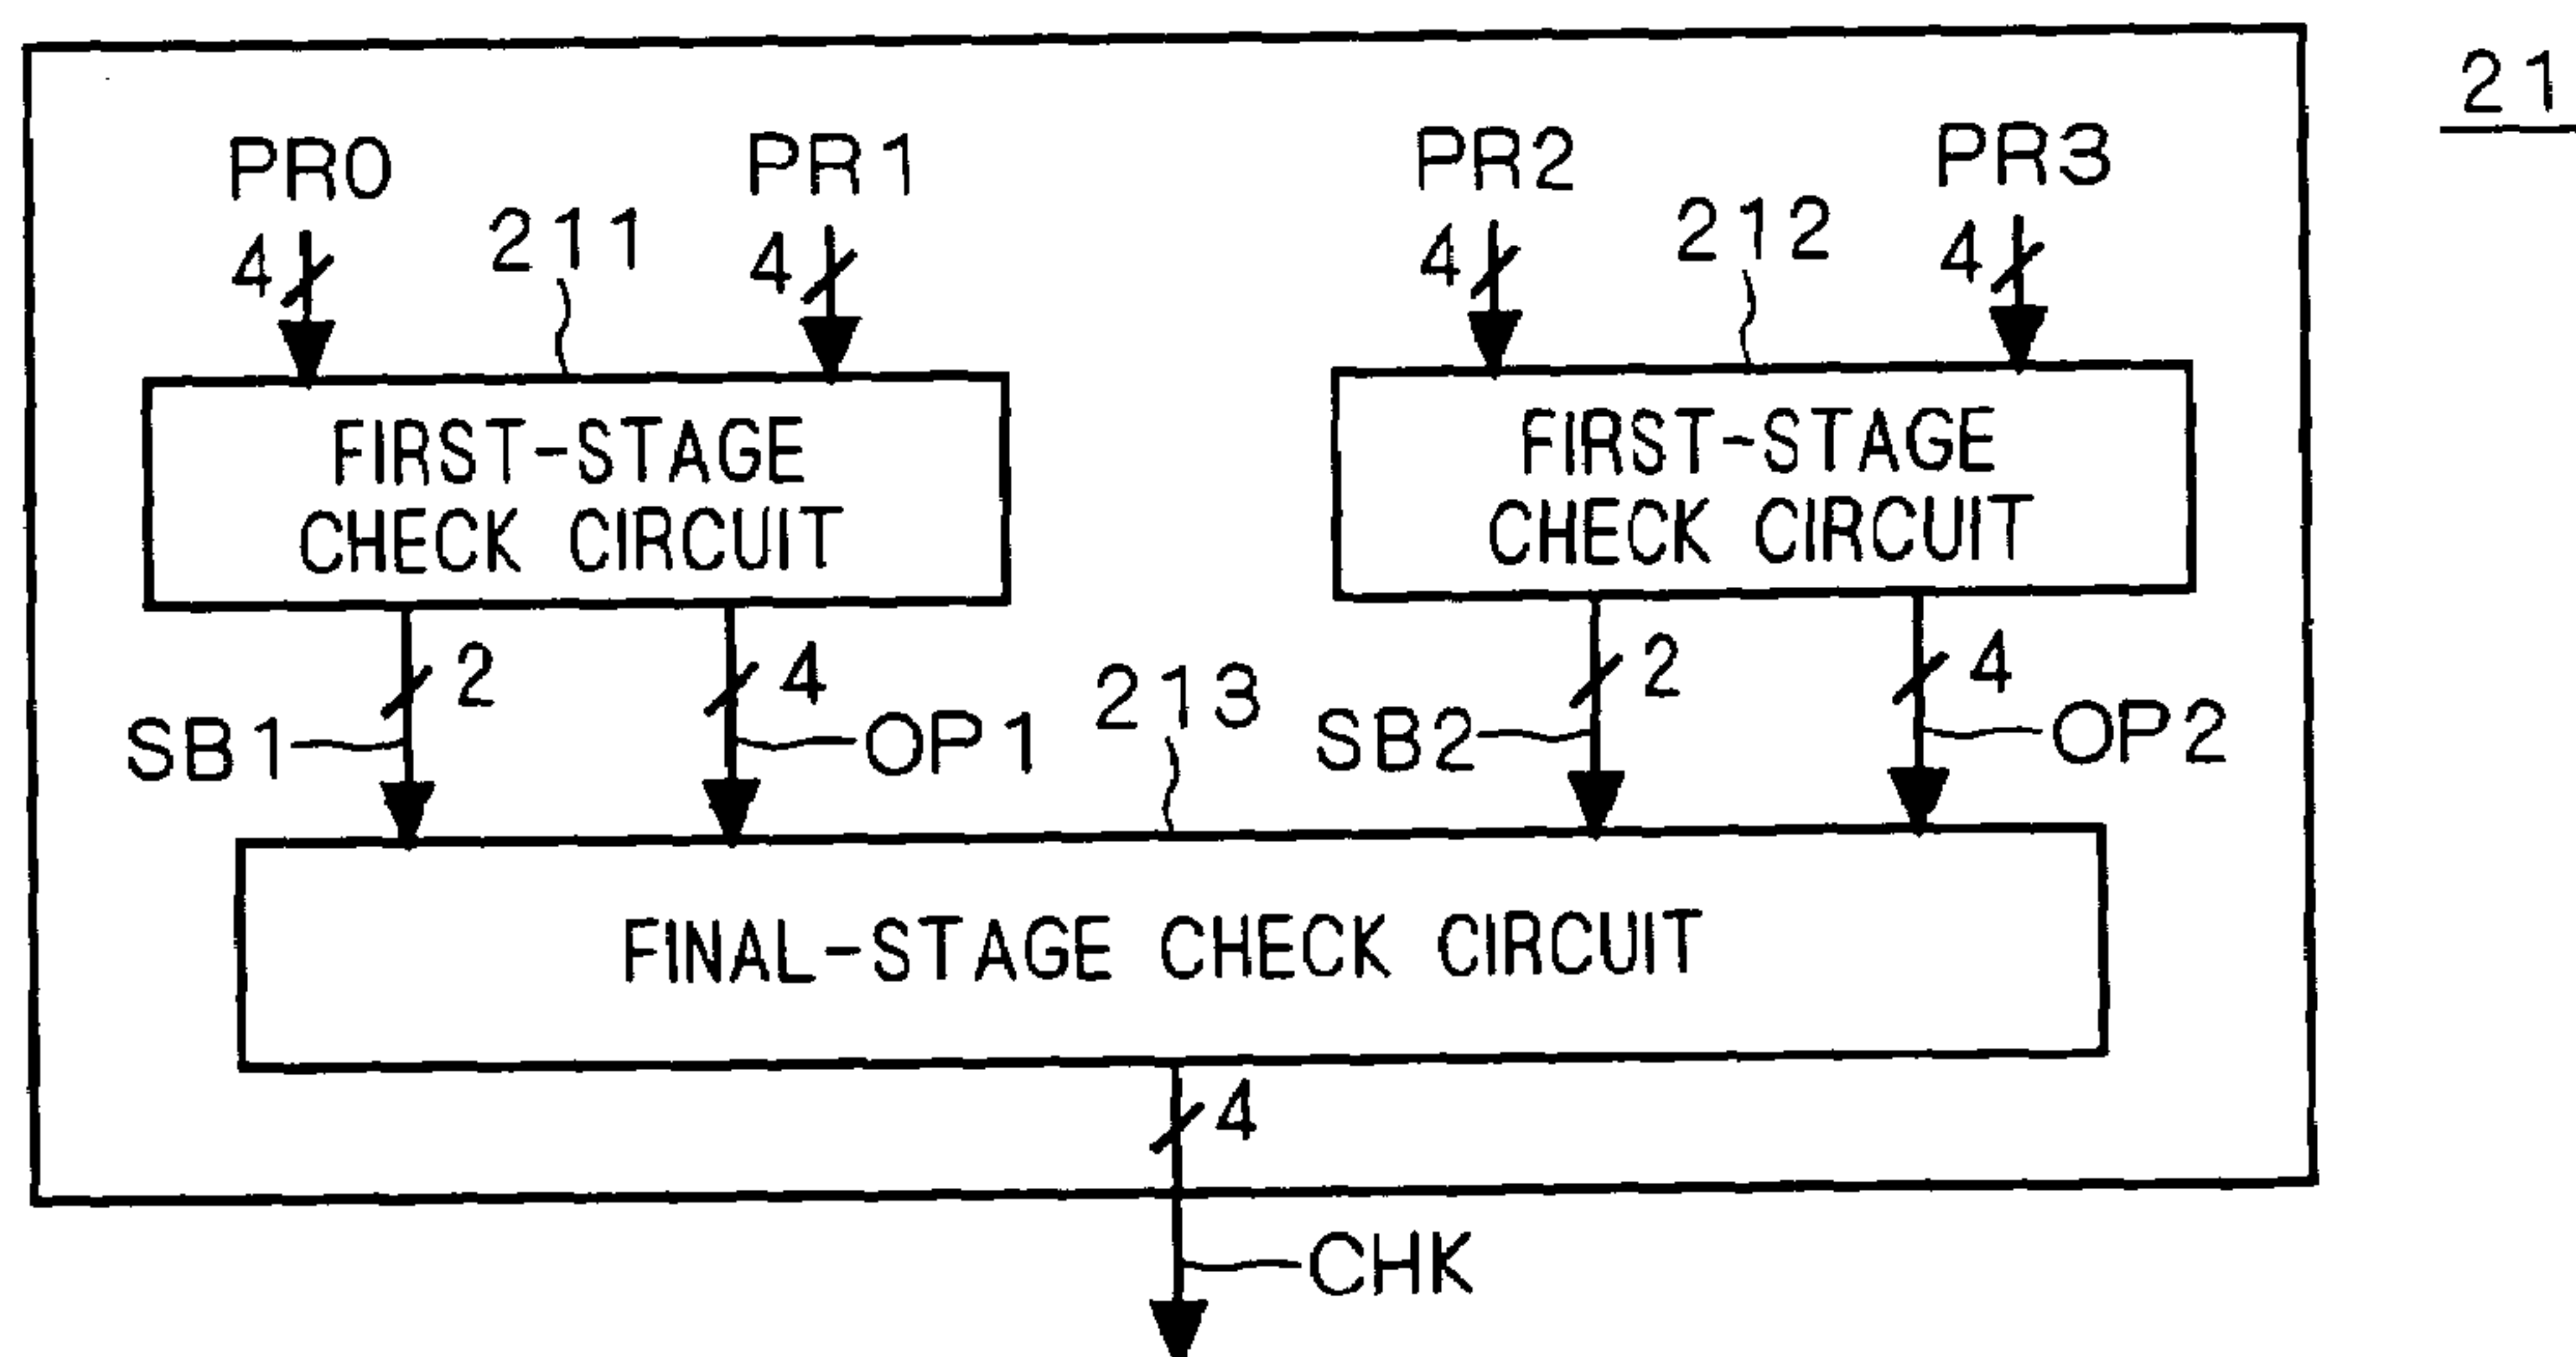 21
PR0 PR1 PR2 PR3
4 211 4 4 212 4
FIRST-STAGE
CHECK CIRCUIT
FIRST-STAGE
CHECK CIRCUIT
2 4 213 2 4
SB1 OP1 SB2 OP2
FINAL-STAGE CHECK CIRCUIT
4
CHK